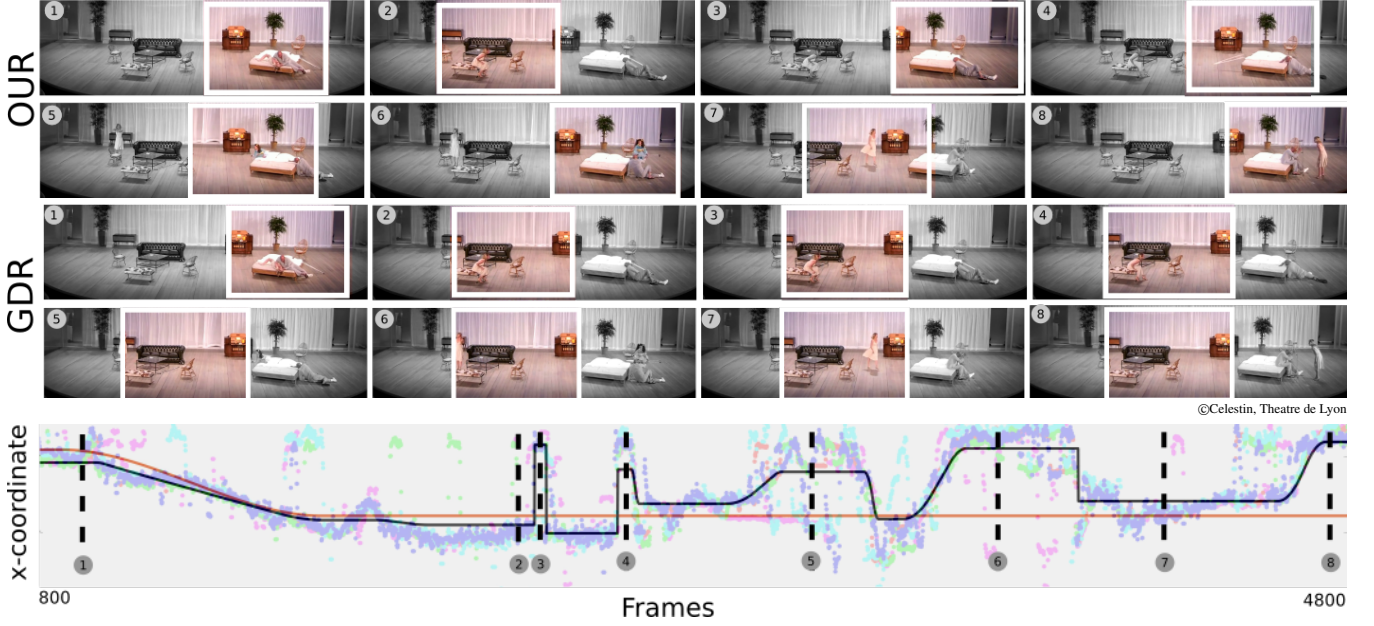 OUR
1 2 3 4
5 6 7 8
GDR
1 2 3 4
5 6 7 8
©Celestin, Theatre de Lyon
x-coordinate
1 2 3 4 5 6 7 8
800 4800
Frames